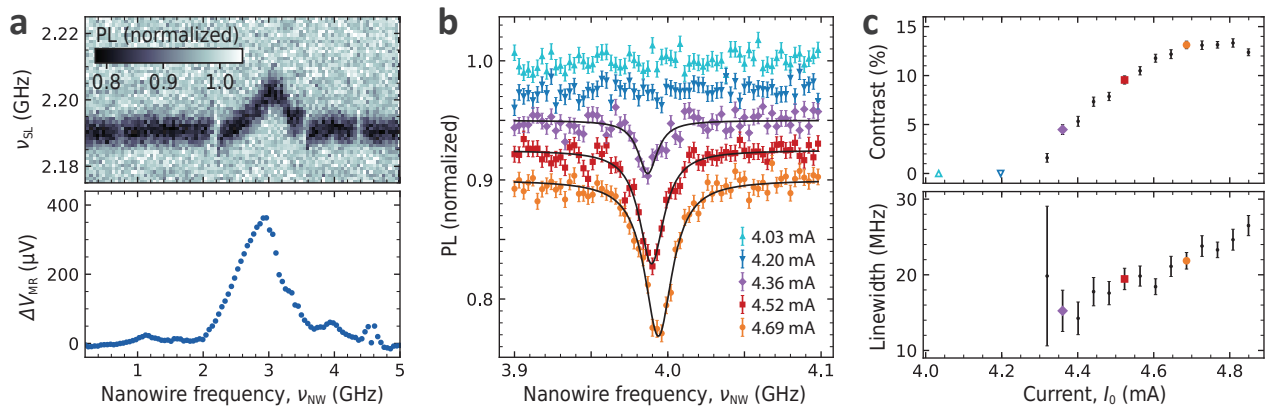 a
PL (normalized)
0.8 0.9 1.0
2.22
2.20
2.18
ν_SL (GHz)
400
200
0
ΔV_MR (µV)
1 2 3 4 5
Nanowire frequency, ν_NW (GHz)
b
1.0
0.9
0.8
PL (normalized)
4.03 mA
4.20 mA
4.36 mA
4.52 mA
4.69 mA
3.9 4.0 4.1
Nanowire frequency, ν_NW (GHz)
c
15
10
5
0
Contrast (%)
30
20
10
Linewidth (MHz)
4.0 4.2 4.4 4.6 4.8
Current, I_0 (mA)